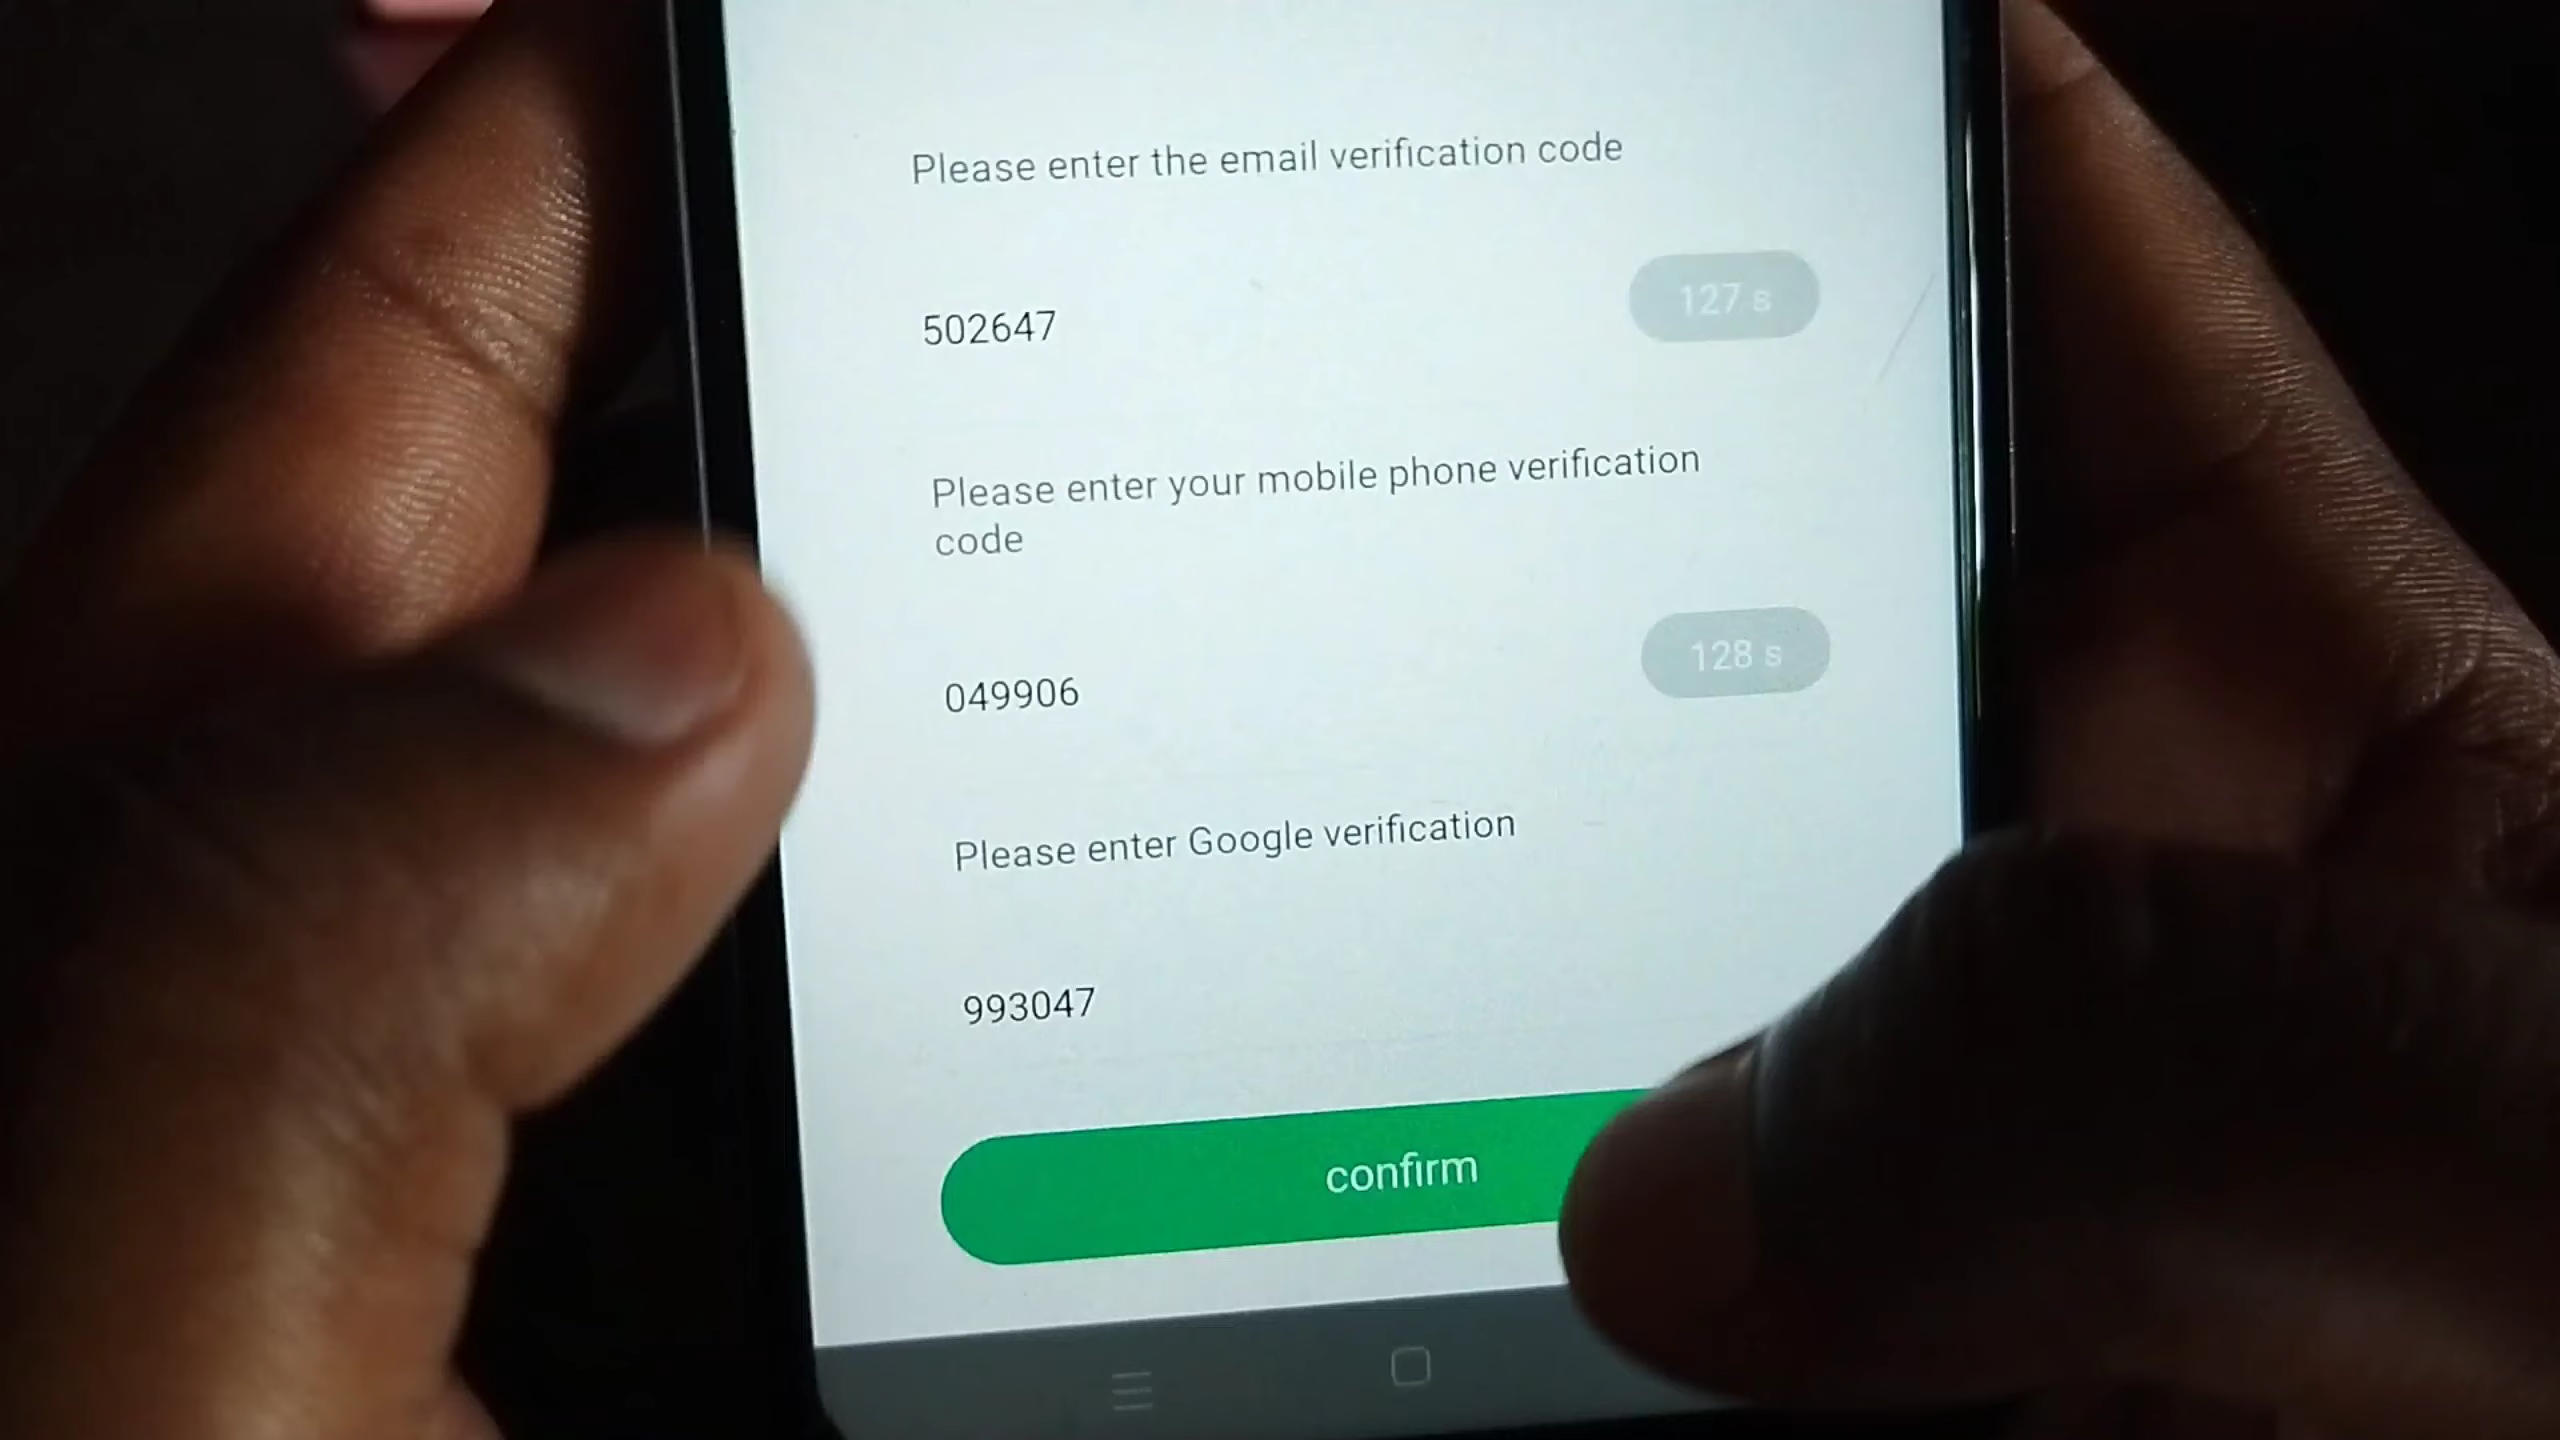 Please enter the email verification code
502647
127 s
Please enter your mobile phone verification
code
049906
128 s
Please enter Google verification
993047
confirm